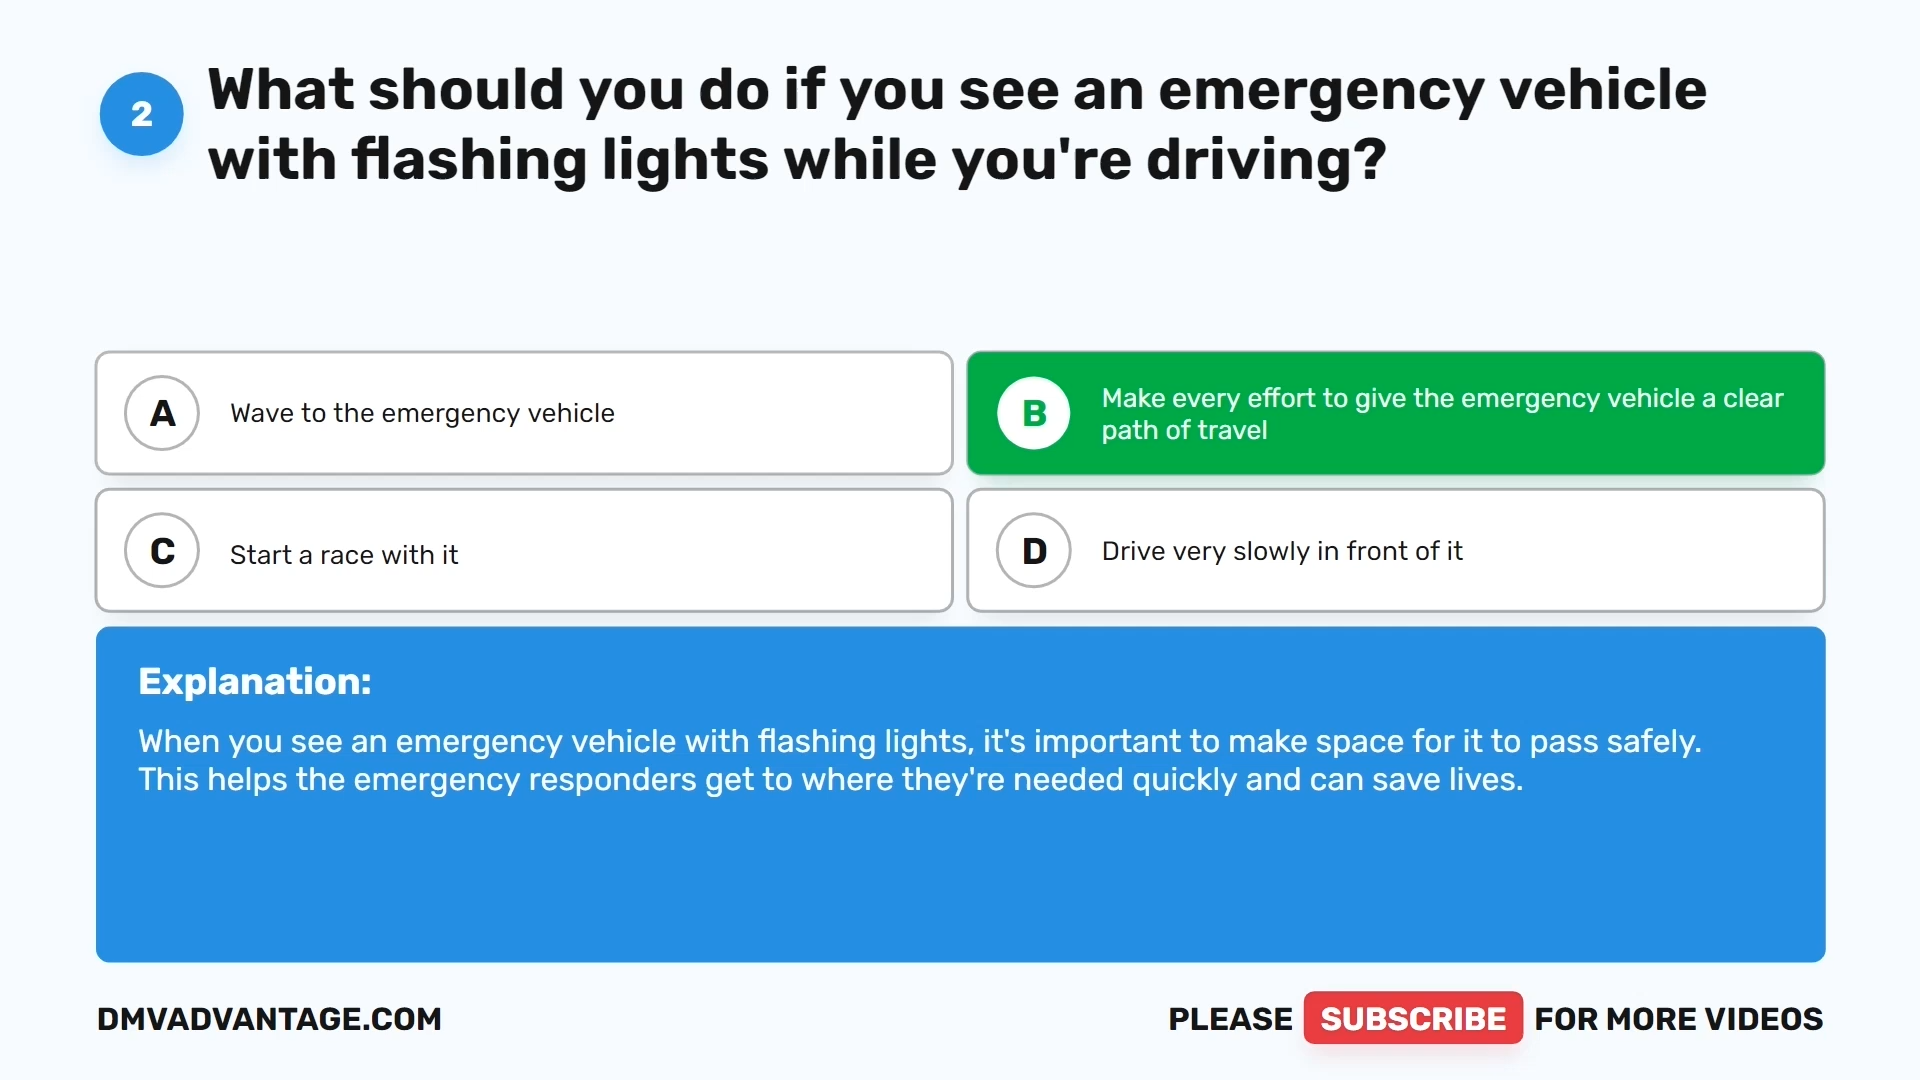 2
What should you do if you see an emergency vehicle
with flashing lights while you're driving?
A
Wave to the emergency vehicle
B
Make every effort to give the emergency vehicle a clear
path of travel
C
Start a race with it
D
Drive very slowly in front of it
Explanation:
When you see an emergency vehicle with flashing lights, it's important to make space for it to pass safely.
This helps the emergency responders get to where they're needed quickly and can save lives.
DMVADVANTAGE.COM
PLEASE SUBSCRIBE FOR MORE VIDEOS